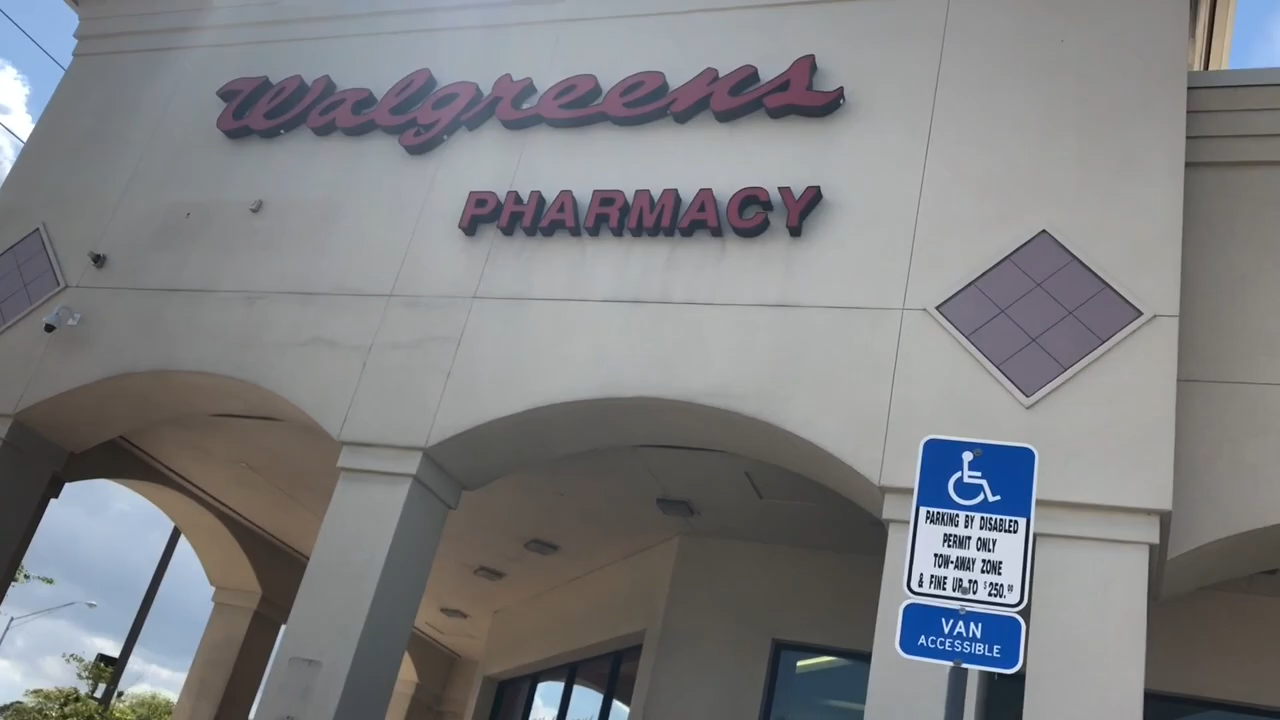 Walgreens
PHARMACY
PARKING BY DISABLED
PERMIT ONLY
TOW-AWAY ZONE
& FINE UP TO $250.00
VAN
ACCESSIBLE